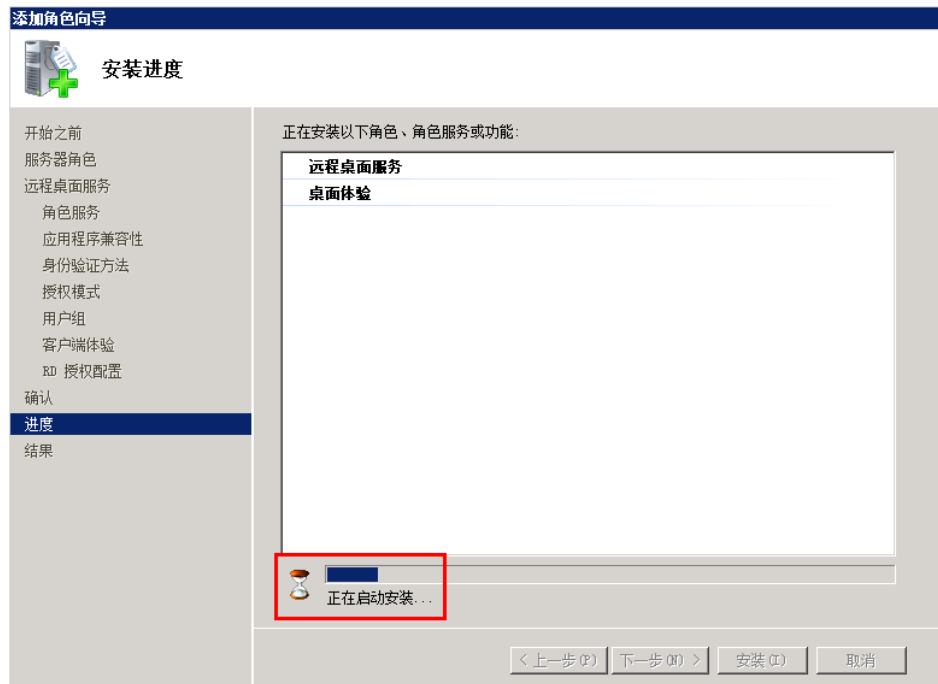 添加角色向导
安装进度
开始之前
服务器角色
远程桌面服务
角色服务
应用程序兼容性
身份验证方法
授权模式
用户组
客户端体验
RD 授权配置
确认
进度
结果
正在安装以下角色、角色服务或功能:
远程桌面服务
桌面体验
正在启动安装...
< 上一步(P)
下一步(N) >
安装(I)
取消